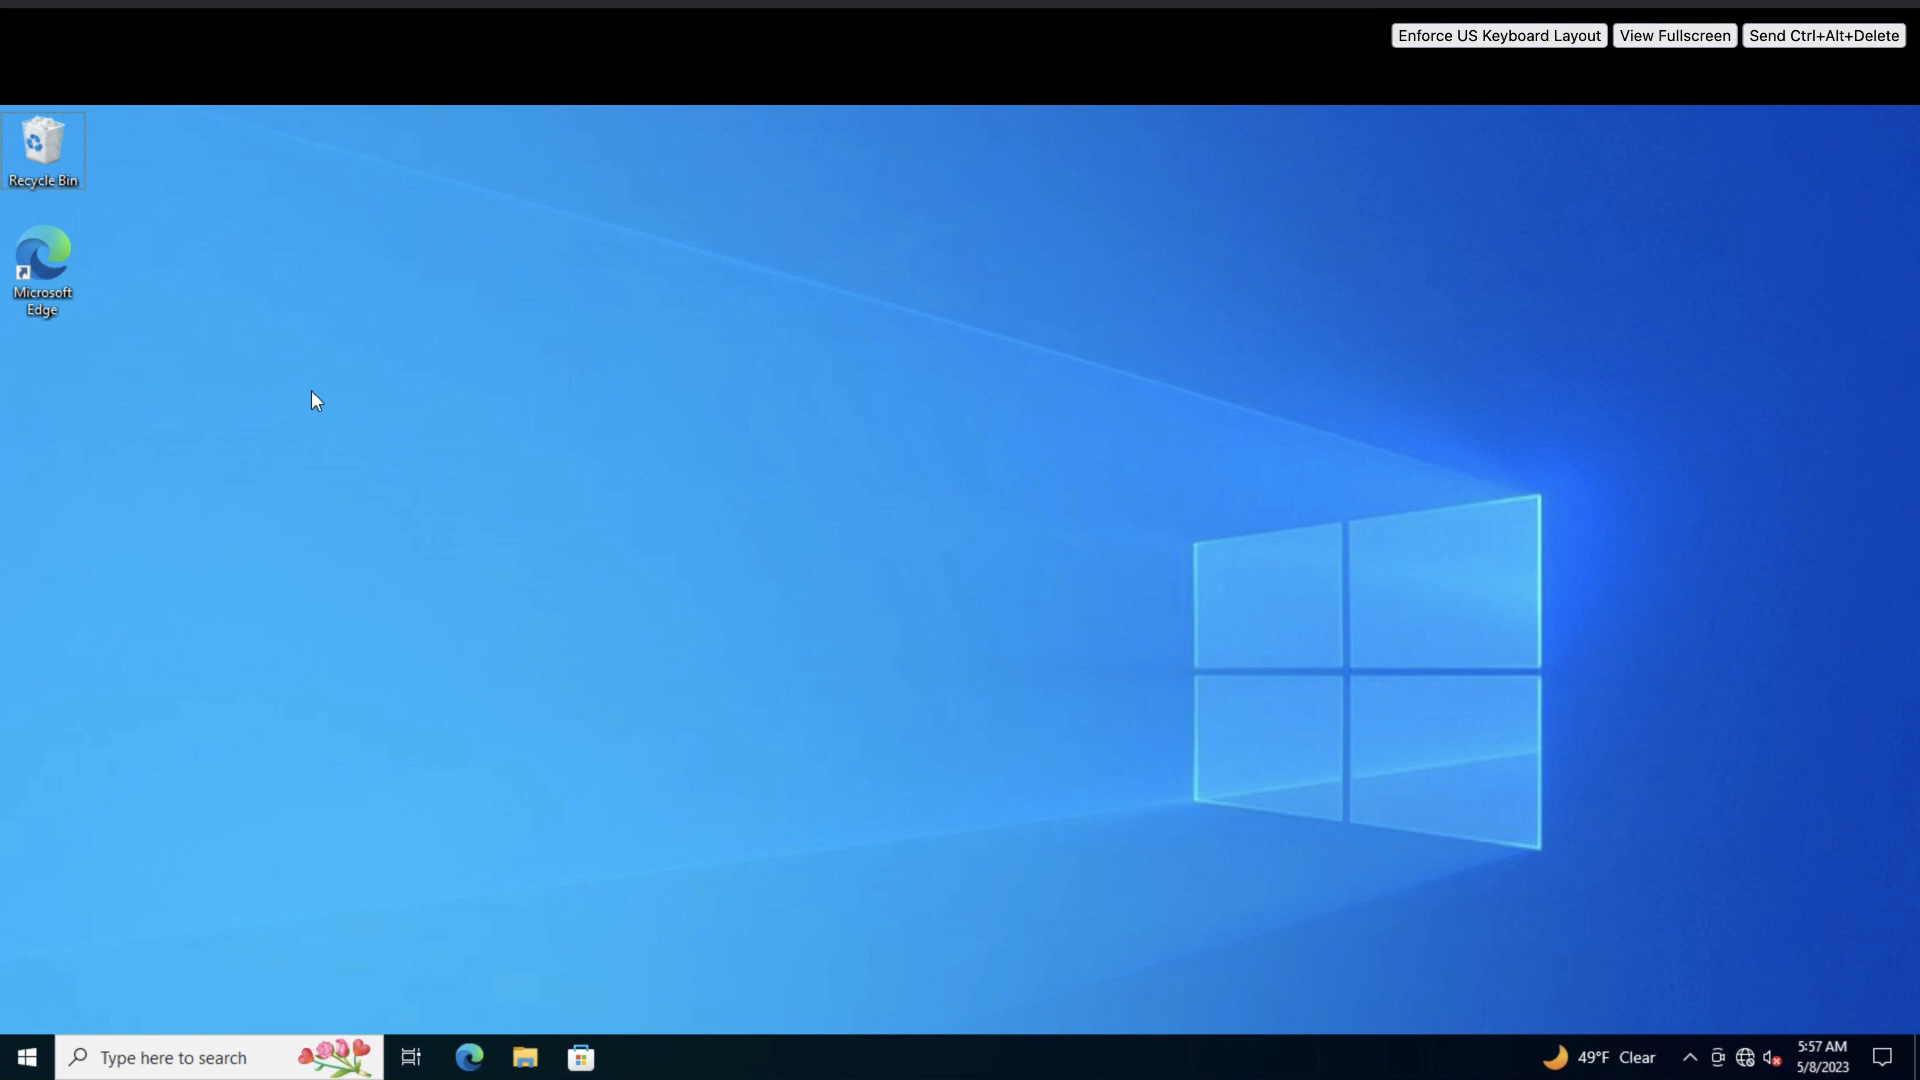 Enforce US Keyboard Layout View Fullscreen Send Ctrl+Alt+Delete
Recycle Bin
Microsoft
Edge
Type here to search
49°F Clear
5:57 AM
5/8/2023